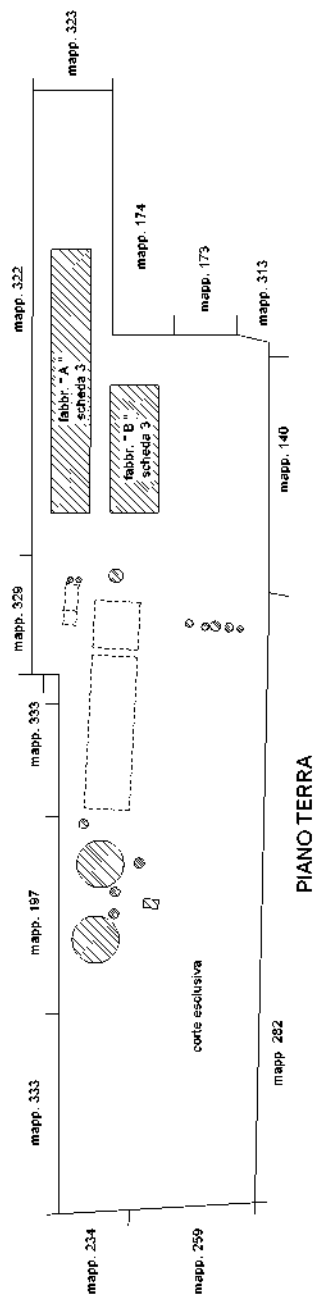 mapp. 323
mapp. 322
mapp. 174
mapp. 173
mapp. 313
fabbr. " A "
scheda 3
fabbr. " B "
scheda 3
mapp. 140
mapp. 329
mapp. 333
mapp. 197
mapp. 333
corte esclusiva
mapp. 282
mapp. 234
mapp. 259
PIANO TERRA